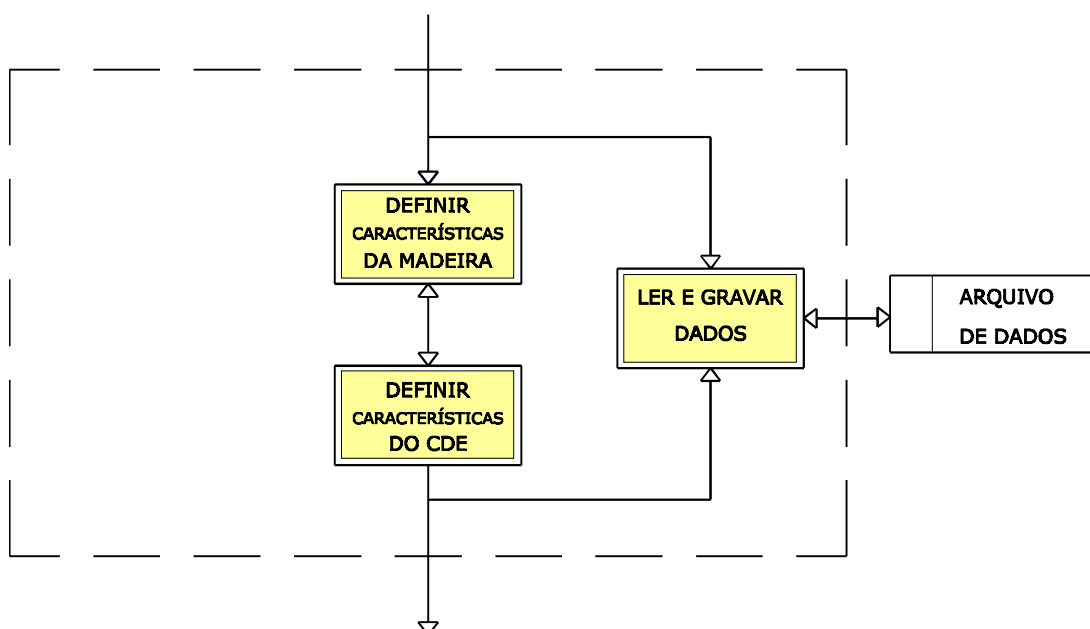 DEFINIR
CARACTERÍSTICAS
DA MADEIRA
LER E GRAVAR
DADOS
ARQUIVO
DE DADOS
DEFINIR
CARACTERÍSTICAS
DO CDE